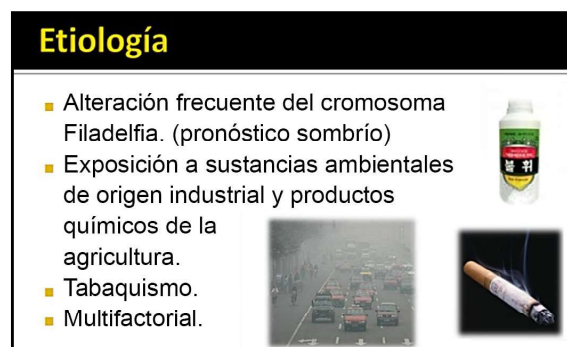 Etiología
Alteración frecuente del cromosoma
Filadelfia. (pronóstico sombrío)
Exposición a sustancias ambientales
de origen industrial y productos
químicos de la
agricultura.
Tabaquismo.
Multifactorial.